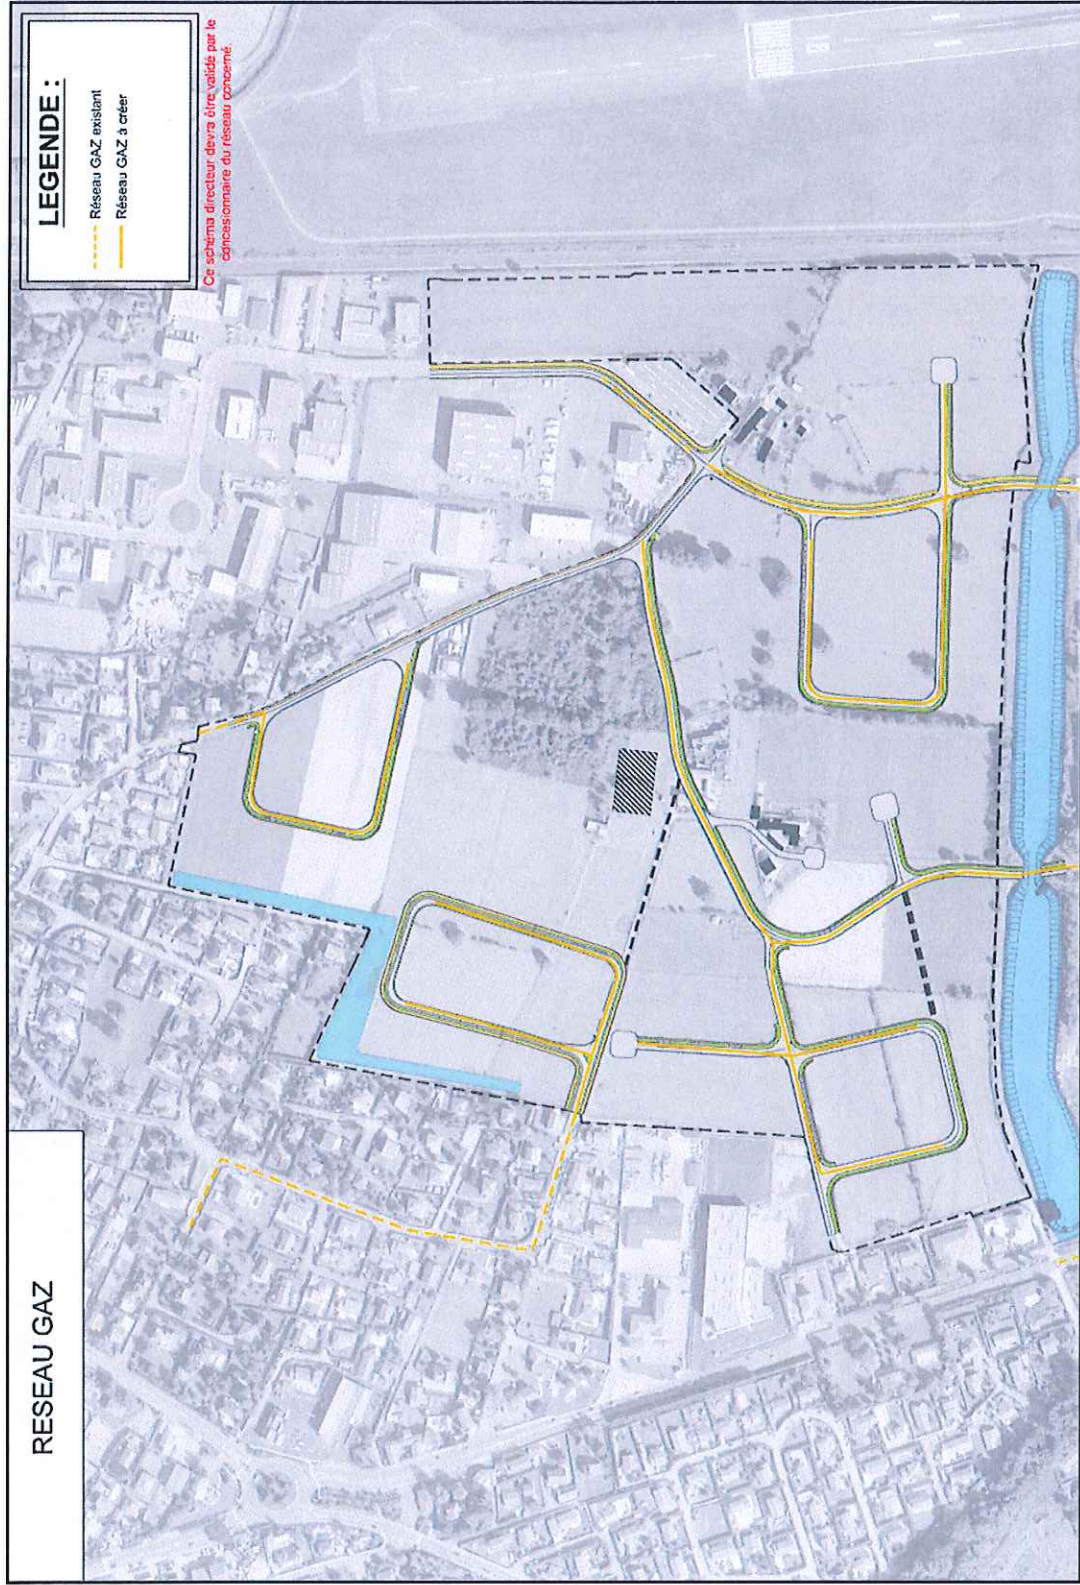 RESEAU GAZ
LEGENDE :
Réseau GAZ existant
Réseau GAZ à créer
Ce schéma directeur devra être validé par le
concesionnaire du réseau concerné.